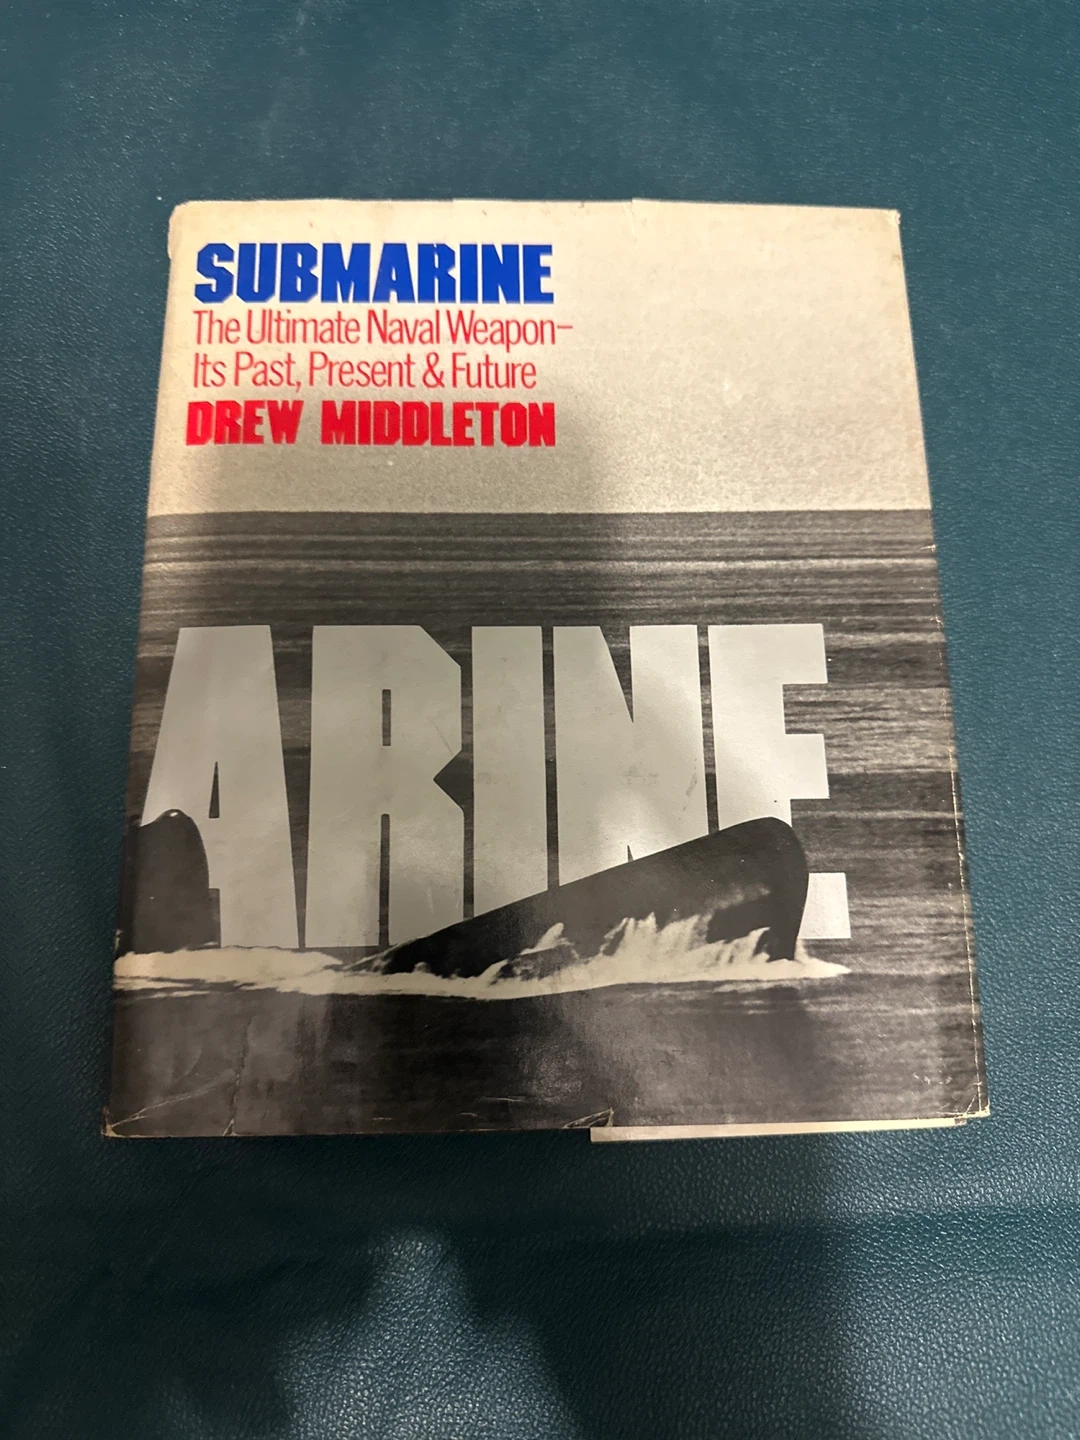 SUBMARINE
The Ultimate Naval Weapon–
Its Past, Present & Future
DREW MIDDLETON
ARINE